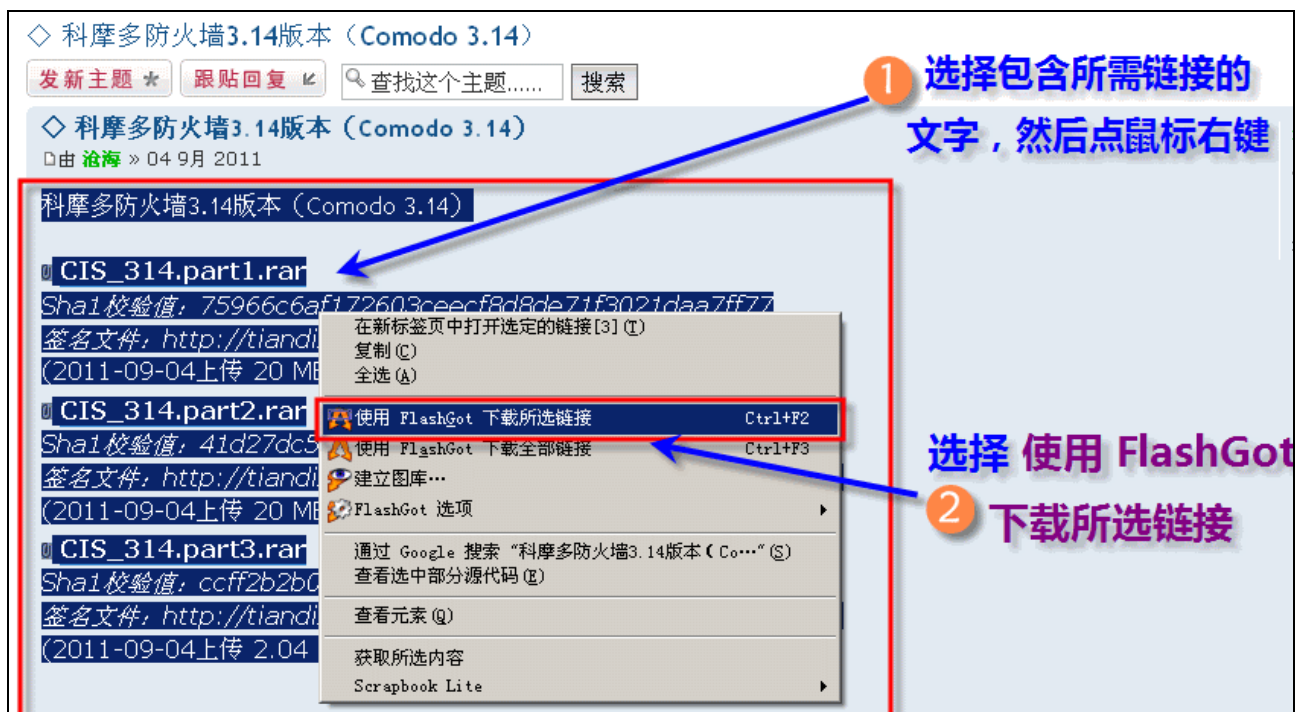 ◇ 科摩多防火墙3.14版本（Comodo 3.14）
发新主题 跟贴回复 查找这个主题...... 搜索
1 选择包含所需链接的
文字，然后点鼠标右键
◇ 科摩多防火墙3.14版本（Comodo 3.14）
由 沧海 » 04 9月 2011
科摩多防火墙3.14版本（Comodo 3.14）
CIS_314.part1.rar
Sha1校验值：75966c6af172603ceecf8d8de71f3021daa7ff77
签名文件：http://tiandi
(2011-09-04上传 20 MB
CIS_314.part2.rar
Sha1校验值：41d27dc5
签名文件：http://tiandi
(2011-09-04上传 20 MB
CIS_314.part3.rar
Sha1校验值：ccff2b2b0
签名文件：http://tiandi
(2011-09-04上传 2.04
在新标签页中打开选定的链接[3](T)
复制(C)
全选(A)
使用 FlashGot 下载所选链接 Ctrl+F2
使用 FlashGot 下载全部链接 Ctrl+F3
建立图库…
FlashGot 选项
通过 Google 搜索“科摩多防火墙3.14版本(Co…”(S)
查看选中部分源代码(E)
查看元素(Q)
获取所选内容
Scrapbook Lite
选择 使用 FlashGot
2 下载所选链接